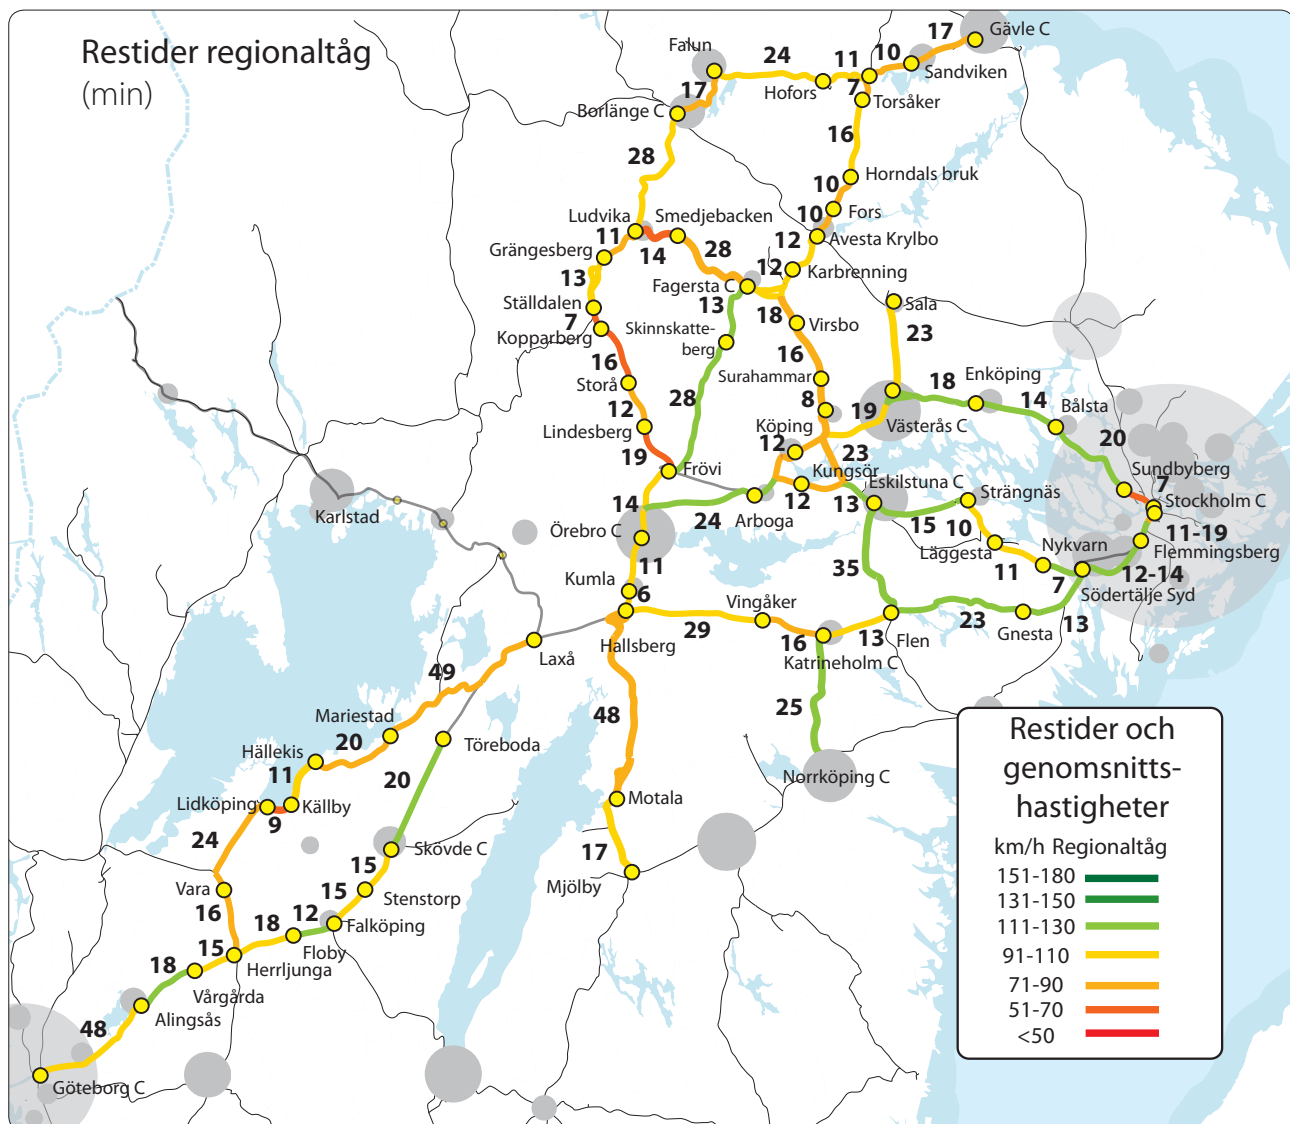 Restider regionaltåg
(min)
Gävle C
17
10
Sandviken
11
24
Falun
Hofors
7
Torsåker
17
Borlänge C
16
28
Horndals bruk
10
Fors
10
Avesta Krylbo
12
Ludvika
Smedjebacken
11
14
28
Grängesberg
12
Karbrenning
13
Fagersta C
Ställdalen
13
18
Virsbo
Sala
7
Kopparberg
Skinnskatte-
berg
23
16
16
Storå
Surahammar
18
Enköping
14
Bålsta
28
8
12
Lindesberg
Köping
19
Västerås C
20
19
Frövi
12
23
Sundbyberg
Kungsör
Eskilstuna C
7
Stockholm C
14
24
Arboga
12
13
Strängnäs
15
10
11-19
Flemmingsberg
Karlstad
Örebro C
11
Läggesta
Nykvarn
11
7
12-14
Södertälje Syd
Kumla
6
35
Vingåker
Hallsberg
29
16
Katrineholm C
13
Flen
23
Gnesta
13
Laxå
49
25
48
Mariestad
20
Hällekis
11
Töreboda
20
Norrköping C
Lidköping
9
Källby
Motala
24
Skövde C
17
15
Mjölby
Vara
15
Stenstorp
16
12
Falköping
18
Floby
15
Herrljunga
18
Vårgårda
Alingsås
48
Göteborg C
Restider och
genomsnitts-
hastigheter
km/h Regionaltåg
151-180
131-150
111-130
91-110
71-90
51-70
<50